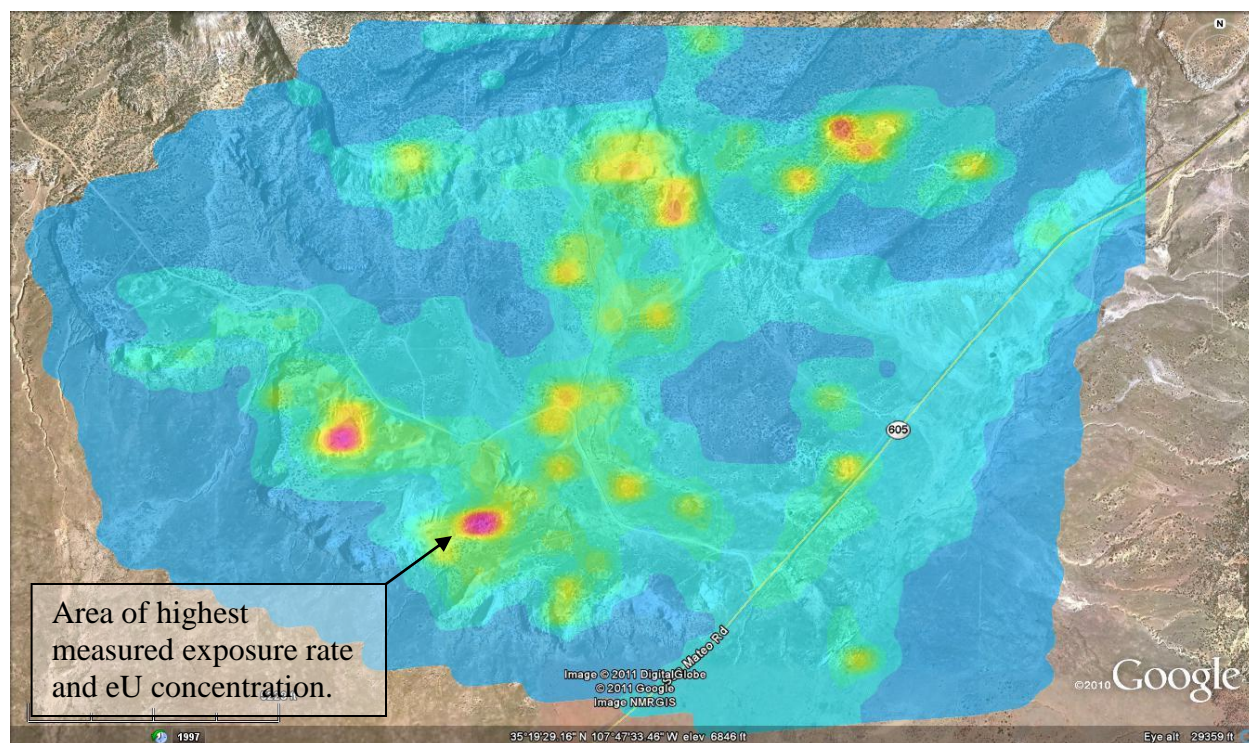 N
605
San Mateo Rd
Area of highest
measured exposure rate
and eU concentration.
Image © 2011 DigitalGlobe
© 2011 Google
Image NMRGIS
©2010 Google
1997
35°19'29.16" N 107°47'33.46" W elev 6846 ft
Eye alt 29359 ft